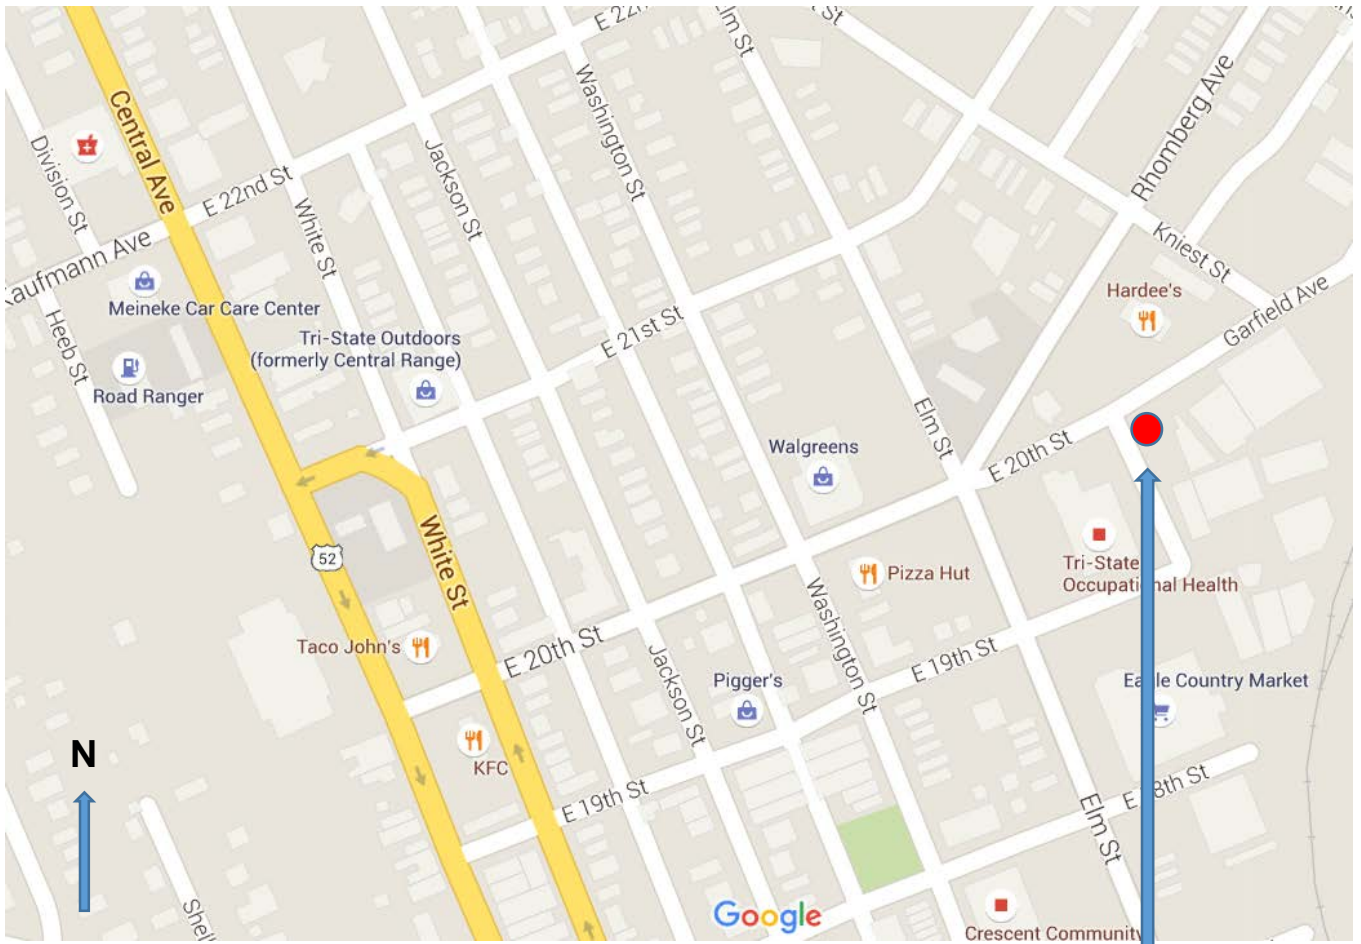 E 22n
Elm St
St
Central Ave
Division St
E 22nd St
White St
Jackson St
Washington St
Rhomberg Ave
Kniest St
Kaufmann Ave
Meineke Car Care Center
Heeb St
Road Ranger
Tri-State Outdoors
(formerly Central Range)
E 21st St
Hardee's
Garfield Ave
Elm St
E 20th St
Walgreens
52
White St
Pizza Hut
Tri-State
Occupational Health
Taco John's
E 20th St
Jackson St
Washington St
E 19th St
Pigger's
Eagle Country Market
N
KFC
E 19th St
E 18th St
Elm St
Shel
Google
Crescent Community